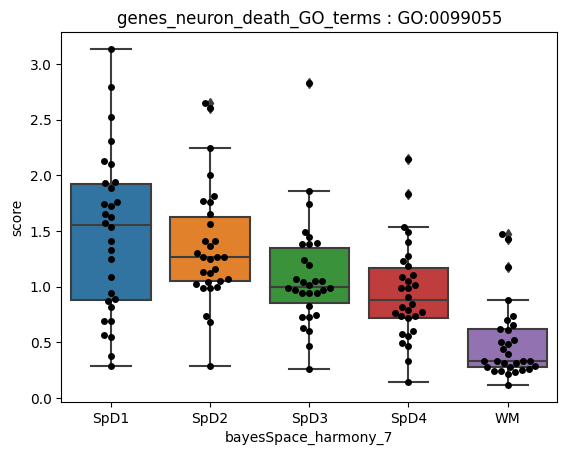 genes_neuron_death_GO_terms : GO:0099055
3.0
2.5
2.0
1.5
1.0
0.5
0.0
score
SpD1 SpD2 SpD3 SpD4 WM
bayesSpace_harmony_7